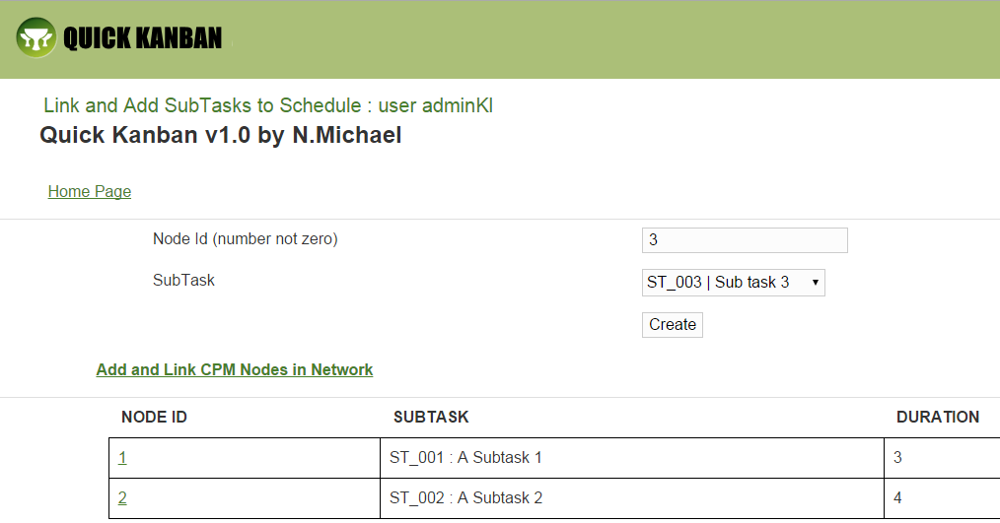 QUICK KANBAN
Link and Add SubTasks to Schedule : user adminKI
Quick Kanban v1.0 by N.Michael
Home Page
Node Id (number not zero) 3
SubTask ST_003 | Sub task 3
Create
Add and Link CPM Nodes in Network
NODE ID SUBTASK DURATION
1 ST_001 : A Subtask 1 3
2 ST_002 : A Subtask 2 4